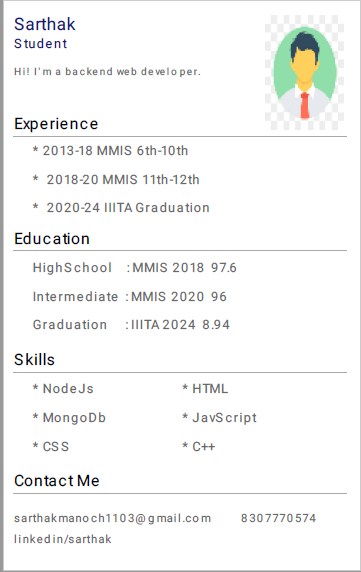 Sarthak
Student
Hi! I'm a backend web developer.
Experience
* 2013-18 MMIS 6th-10th
* 2018-20 MMIS 11th-12th
* 2020-24 IIITA Graduation
Education
HighSchool : MMIS 2018 97.6
Intermediate : MMIS 2020 96
Graduation : IIITA 2024 8.94
Skills
* NodeJs * HTML
* MongoDb * JavScript
* CSS * C++
Contact Me
sarthakmanoch1103@gmail.com 8307770574
linkedin/sarthak